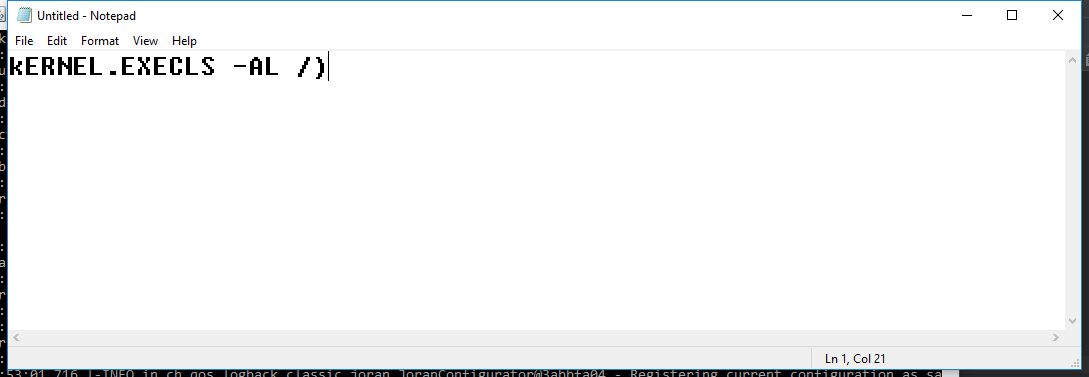 Untitled - Notepad
File Edit Format View Help
kERNEL.EXECLS -AL /)
Ln 1, Col 21
:53:01,716 |-INFO in ch.qos.logback.classic.joran.JoranConfigurator@3abbfa04 - Registering current configuration as sa